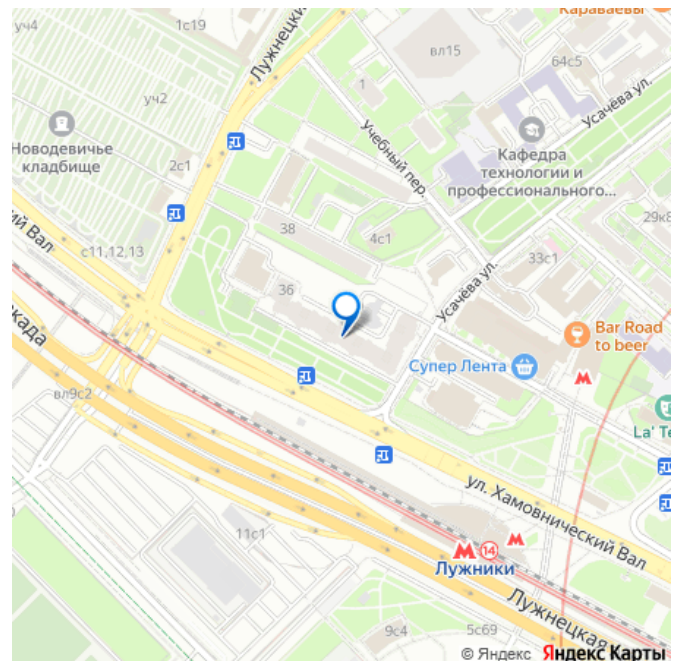 Караваевы
уч4
1с19
Лужнецкий
вл15
64с5
Усачёва ул.
уч2
1
Учебный пер.
Новодевичье
кладбище
2с1
Кафедра
технологии и
профессионального...
38
4с1
29к8
с11,12,13
33с1
ий Вал
36
Усачёва ул.
Bar Road
to beer
Супер Лента
La' Te
вл9с2
ул. Хамовнический Вал
11с1
14
Лужники
Лужнецкая
9с4
5с69
© Яндекс Яндекс Карты